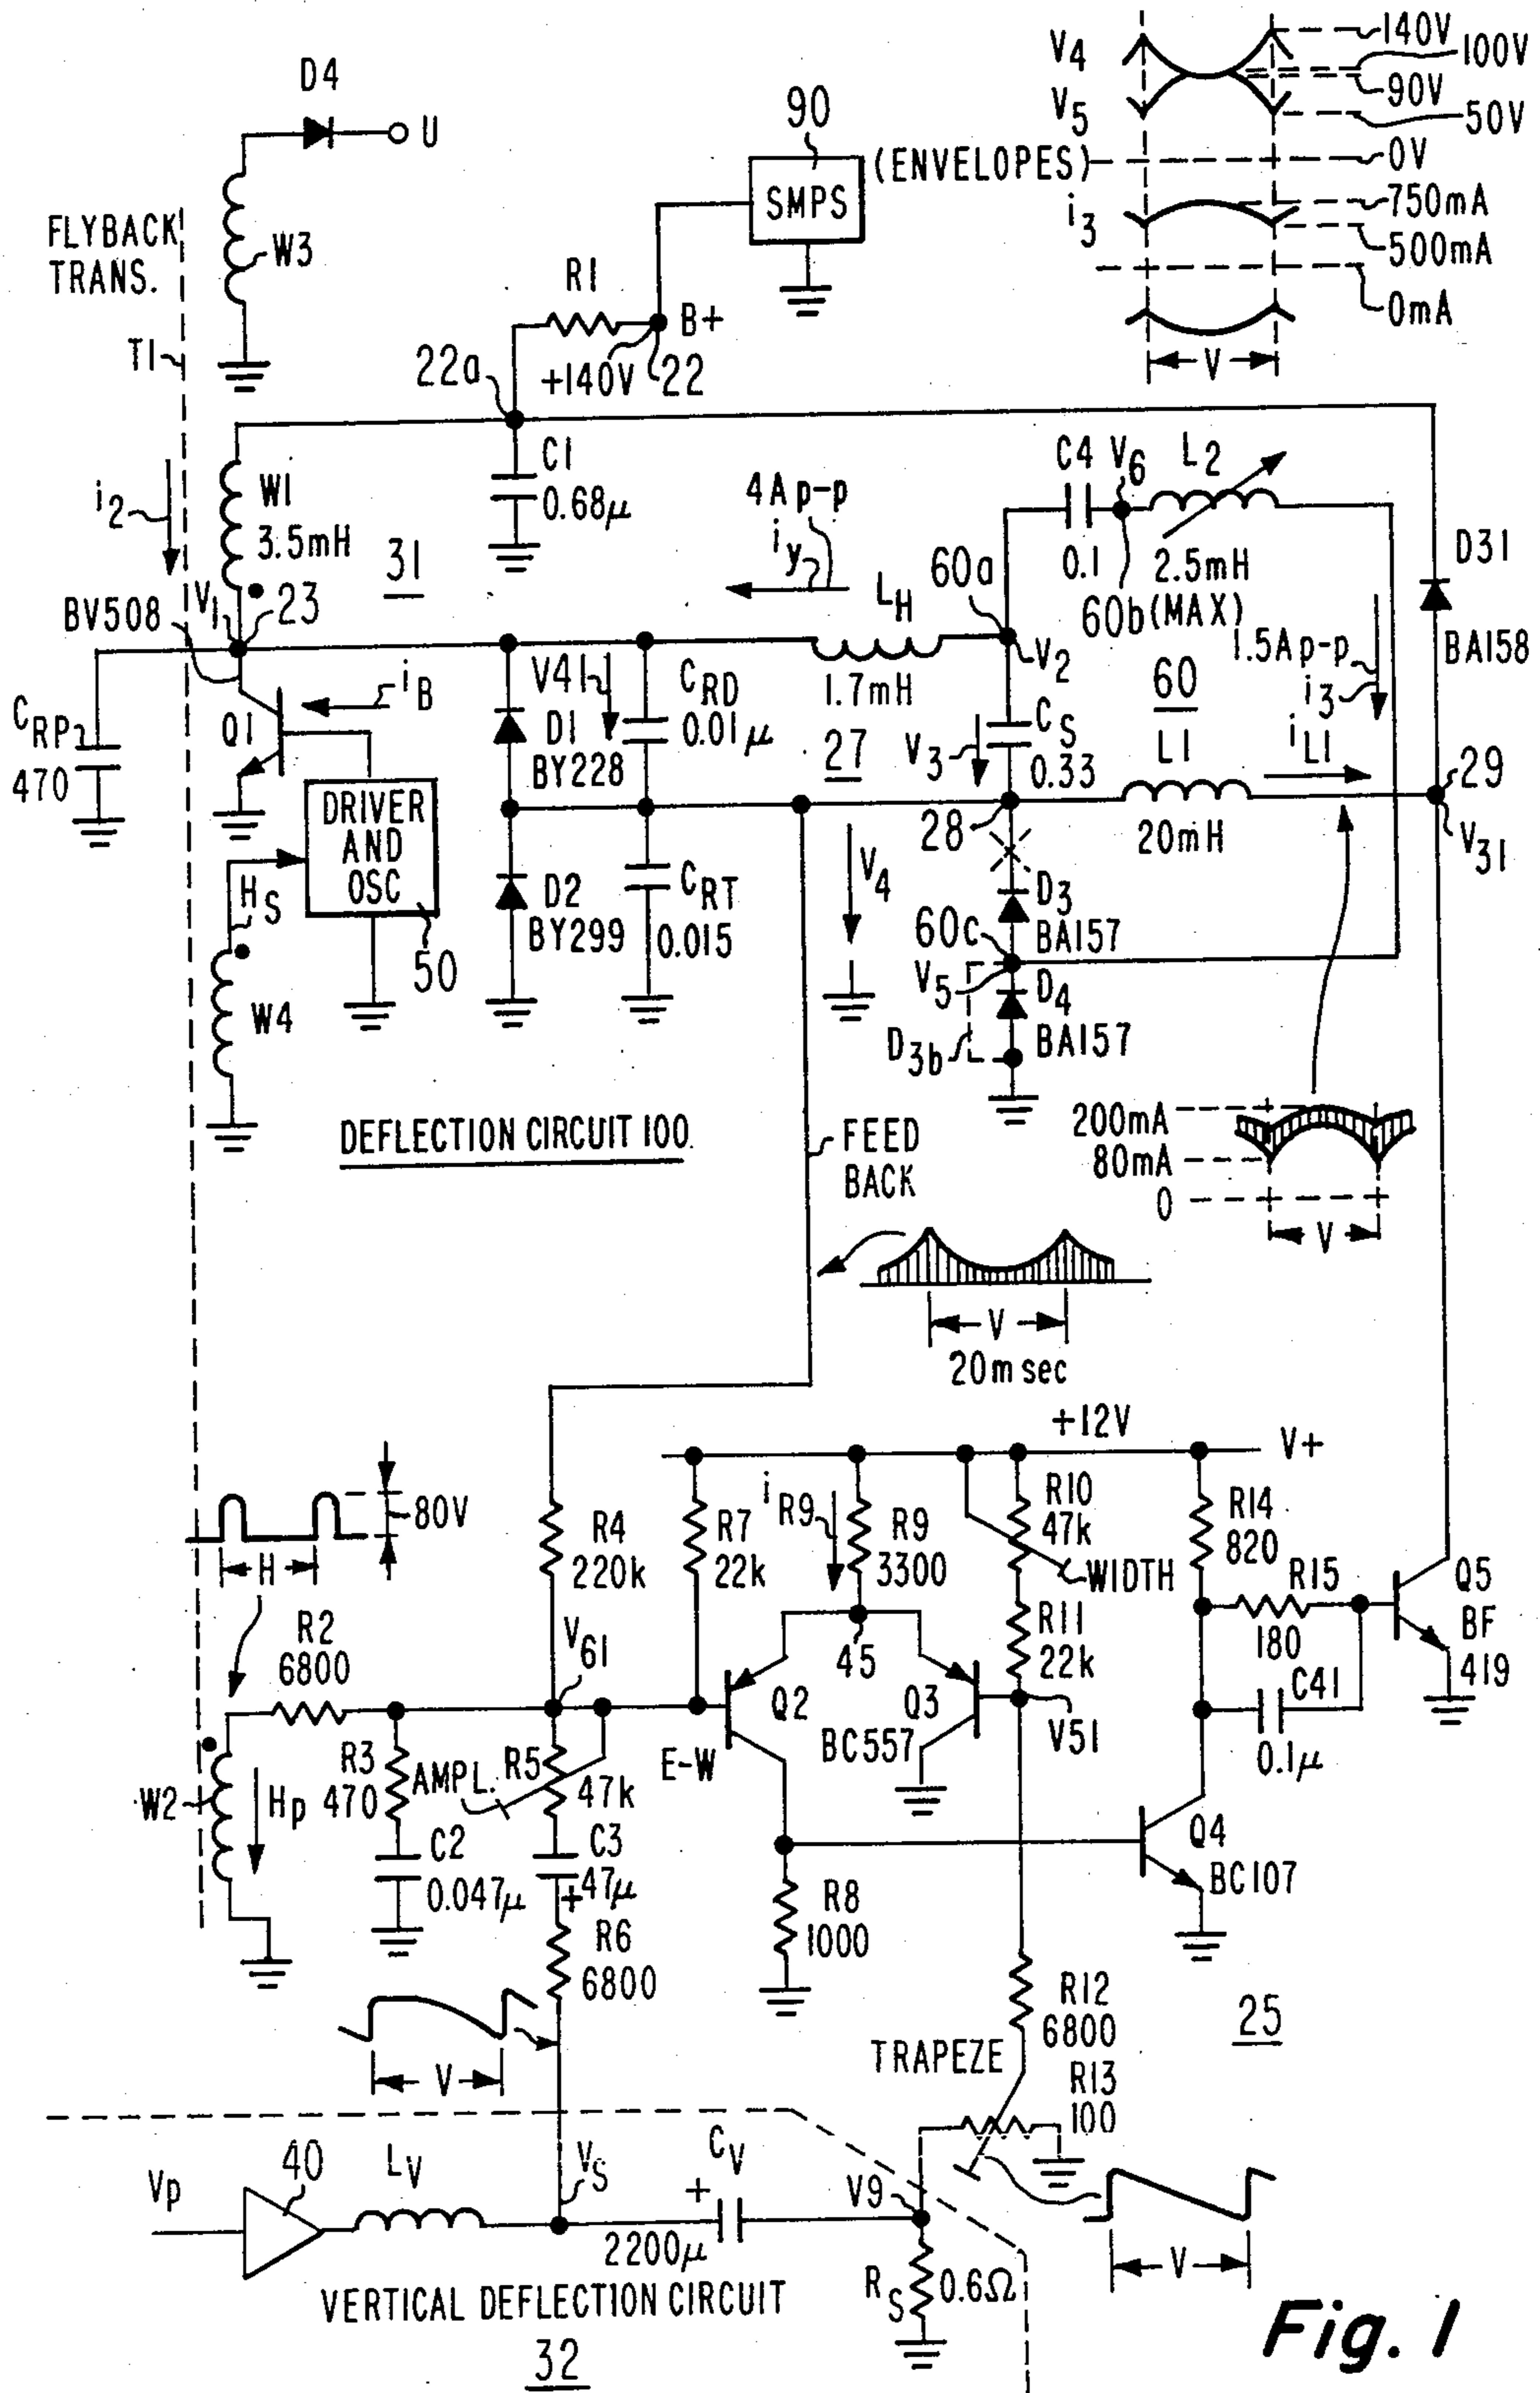 D4
U
FLYBACK
TRANS.
W3
T1
90
SMPS
R1
B+
+140V
22
22a
V4
V5
(ENVELOPES)
i3
140V
100V
90V
50V
0V
750mA
500mA
0mA
V
i2
W1
3.5mH
C1
0.68μ
31
4A p-p
iy
C4
V6
L2
0.1
2.5mH
60b(MAX)
D31
BA158
BV508
V1
23
LH
1.7mH
60a
V2
1.5A p-p
i3
60
iL1
L1
20mH
29
V31
CRP
470
Q1
iB
V41
D1
BY228
CRD
0.01μ
27
V3
CS
0.33
28
DRIVER
AND
OSC
50
HS
W4
D2
BY299
CRT
0.015
V4
D3
BA157
60c
V5
D4
BA157
D3b
DEFLECTION CIRCUIT 100
FEED
BACK
200mA
80mA
0
V
V
20msec
+12V
V+
80V
H
R4
220k
R7
22k
iR9
R9
3300
R10
47k
WIDTH
R14
820
R15
180
Q5
BF
419
R2
6800
V61
45
R11
22k
Q2
Q3
BC557
V51
C41
0.1μ
E-W
W2
Hp
R3
470
AMPL.
R5
47k
C2
0.047μ
C3
+47μ
R6
6800
R8
1000
Q4
BC107
R12
6800
25
V
TRAPEZE
R13
100
Vp
40
LV
VS
CV
+
2200μ
V9
RS
0.6Ω
V
VERTICAL DEFLECTION CIRCUIT
32
Fig. 1